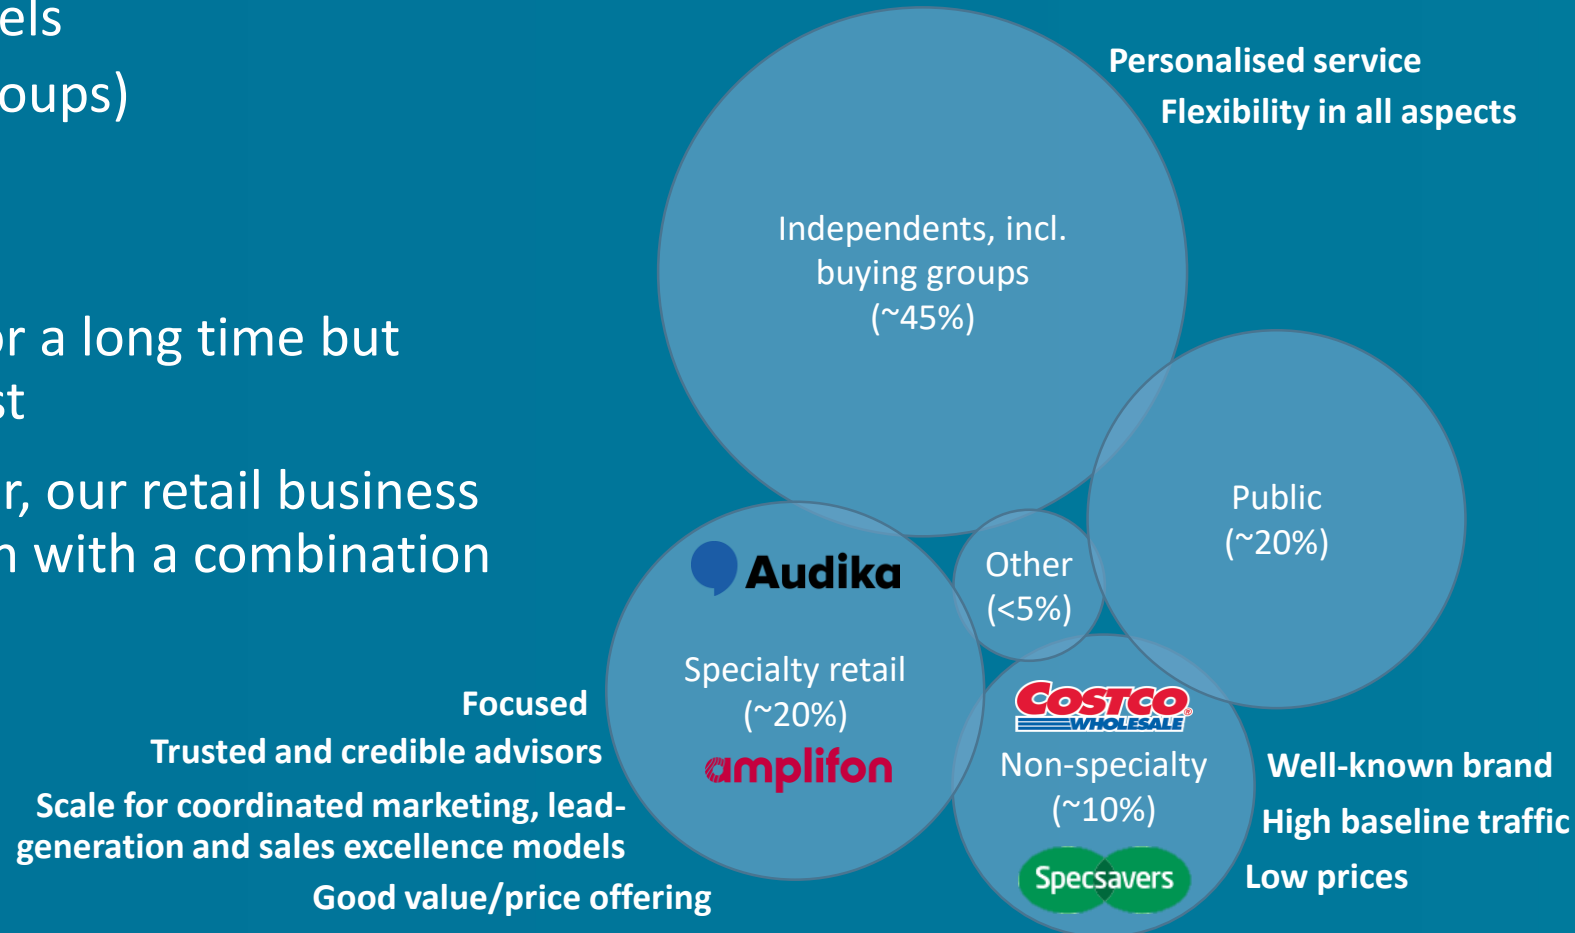 els
oups)
or a long time but
st
r, our retail business
n with a combination
Personalised service
Flexibility in all aspects
Independents, incl.
buying groups
(~45%)
Public
(~20%)
Other
(<5%)
Audika
Specialty retail
(~20%)
amplifon
Focused
Trusted and credible advisors
Scale for coordinated marketing, lead-
generation and sales excellence models
Good value/price offering
COSTCO
WHOLESALE
Non-specialty
(~10%)
Specsavers
Well-known brand
High baseline traffic
Low prices